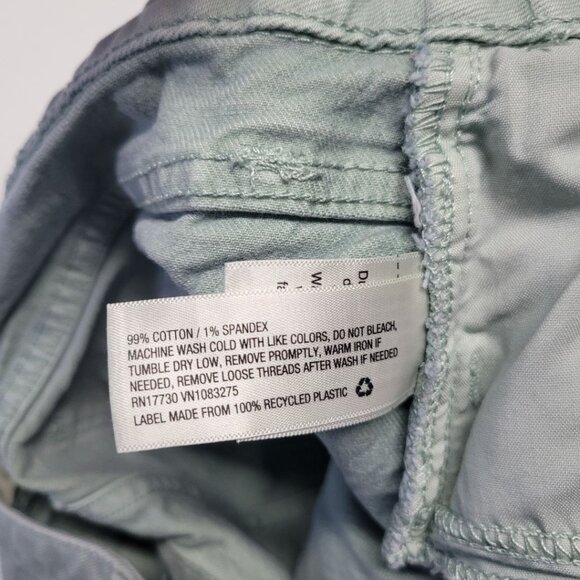 99% COTTON / 1% SPANDEX
MACHINE WASH COLD WITH LIKE COLORS, DO NOT BLEACH,
TUMBLE DRY LOW, REMOVE PROMPTLY, WARM IRON IF
NEEDED, REMOVE LOOSE THREADS AFTER WASH IF NEEDED
RN17730 VN1083275
LABEL MADE FROM 100% RECYCLED PLASTIC